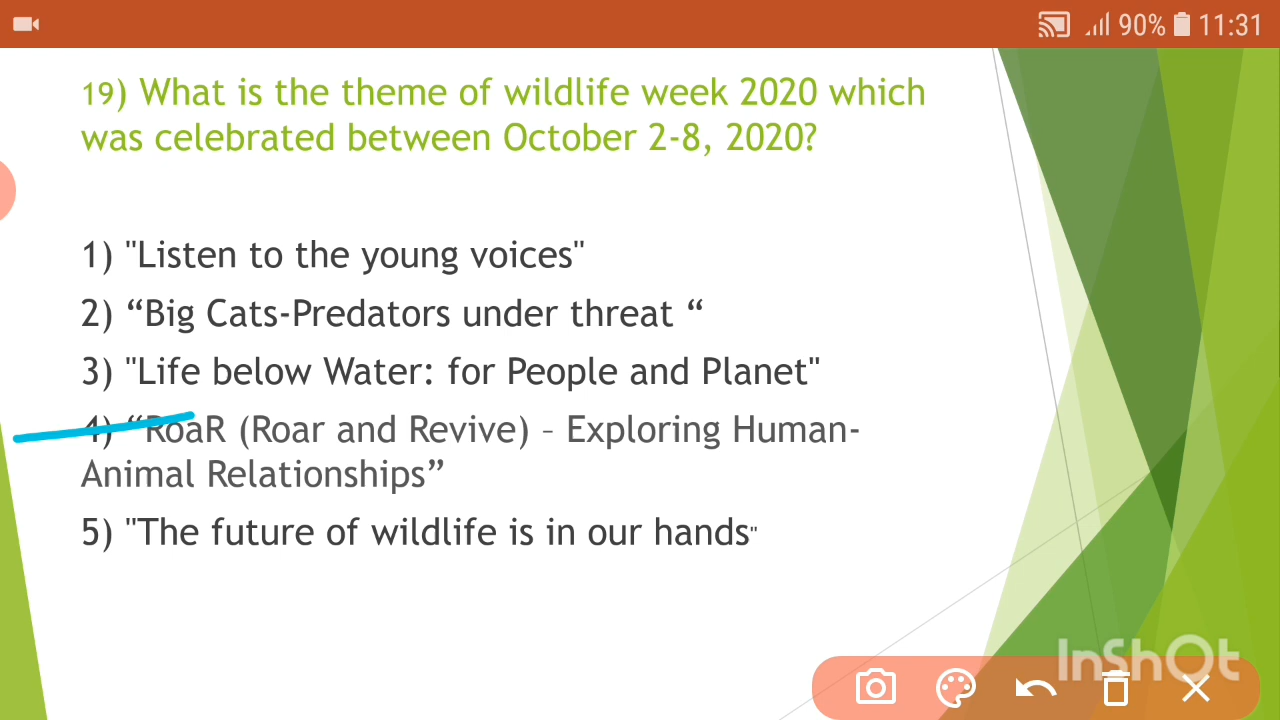 90% 11:31
19) What is the theme of wildlife week 2020 which
was celebrated between October 2-8, 2020?
1) "Listen to the young voices"
2) “Big Cats-Predators under threat “
3) "Life below Water: for People and Planet"
4) “RoaR (Roar and Revive) – Exploring Human-
Animal Relationships”
5) "The future of wildlife is in our hands"
InShOt